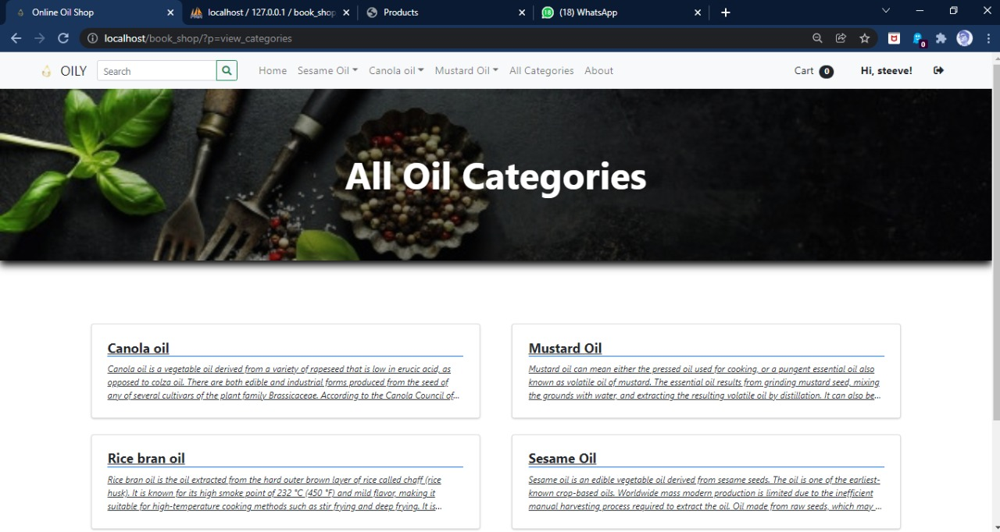 Online Oil Shop
localhost / 127.0.0.1 / book_shop
Products
(18) WhatsApp
localhost/book_shop/?p=view_categories
0
OILY
Search
Home
Sesame Oil
Canola oil
Mustard Oil
All Categories
About
Cart 0
Hi, steeve!
All Oil Categories
Canola oil
Canola oil is a vegetable oil derived from a variety of rapeseed that is low in erucic acid, as
opposed to colza oil. There are both edible and industrial forms produced from the seed of
any of several cultivars of the plant family Brassicaceae. According to the Canola Council of...
Mustard Oil
Mustard oil can mean either the pressed oil used for cooking, or a pungent essential oil also
known as volatile oil of mustard. The essential oil results from grinding mustard seed, mixing
the grounds with water, and extracting the resulting volatile oil by distillation. It can also be...
Rice bran oil
Rice bran oil is the oil extracted from the hard outer brown layer of rice called chaff (rice
husk). It is known for its high smoke point of 232 °C (450 °F) and mild flavor, making it
suitable for high-temperature cooking methods such as stir frying and deep frying. It is...
Sesame Oil
Sesame oil is an edible vegetable oil derived from sesame seeds. The oil is one of the earliest-
known crop-based oils. Worldwide mass modern production is limited due to the inefficient
manual harvesting process required to extract the oil. Oil made from raw seeds, which may ...